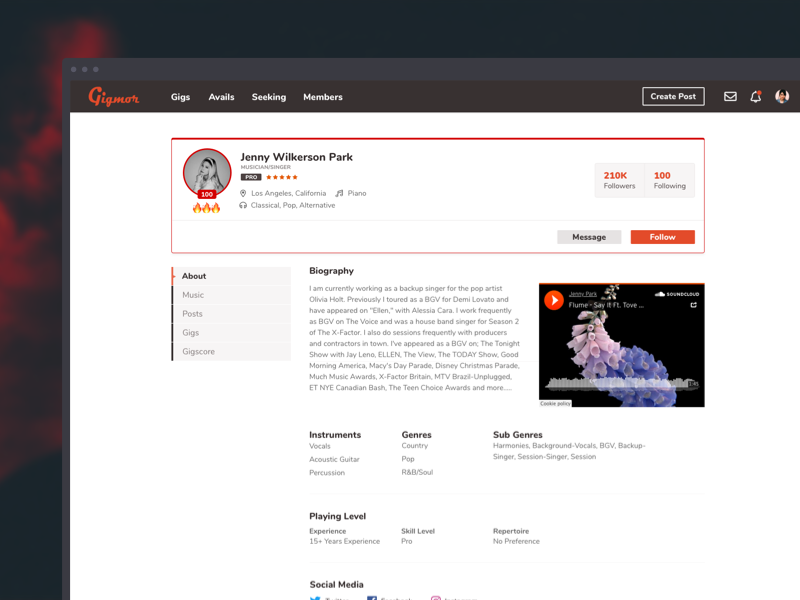 Gigmor
Gigs Avails Seeking Members
Create Post
Jenny Wilkerson Park
MUSICIAN/SINGER
PRO
100
Los Angeles, California Piano
Classical, Pop, Alternative
210K 100
Followers Following
Message Follow
About
Music
Posts
Gigs
Gigscore
Biography
I am currently working as a backup singer for the pop artist
Olivia Holt. Previously I toured as a BGV for Demi Lovato and
have appeared on "Ellen," with Alessia Cara. I work frequently
as BGV on The Voice and was a house band singer for Season 2
of The X-Factor. I also do sessions frequently with producers
and contractors in town. I've appeared as a BGV on; The Tonight
Show with Jay Leno, ELLEN, The View, The TODAY Show, Good
Morning America, Macy's Day Parade, Disney Christmas Parade,
Much Music Awards, X-Factor Britain, MTV Brazil-Unplugged,
ET NYE Canadian Bash, The Teen Choice Awards and more.....
Jenny Park
SOUNDCLOUD
Flume - Say It Ft. Tove ...
1:45
Cookie policy
Instruments
Vocals
Acoustic Guitar
Percussion
Genres
Country
Pop
R&B/Soul
Sub Genres
Harmonies, Background-Vocals, BGV, Backup-
Singer, Session-Singer, Session
Playing Level
Experience Skill Level Repertoire
15+ Years Experience Pro No Preference
Social Media
Twitter Facebook Instagram